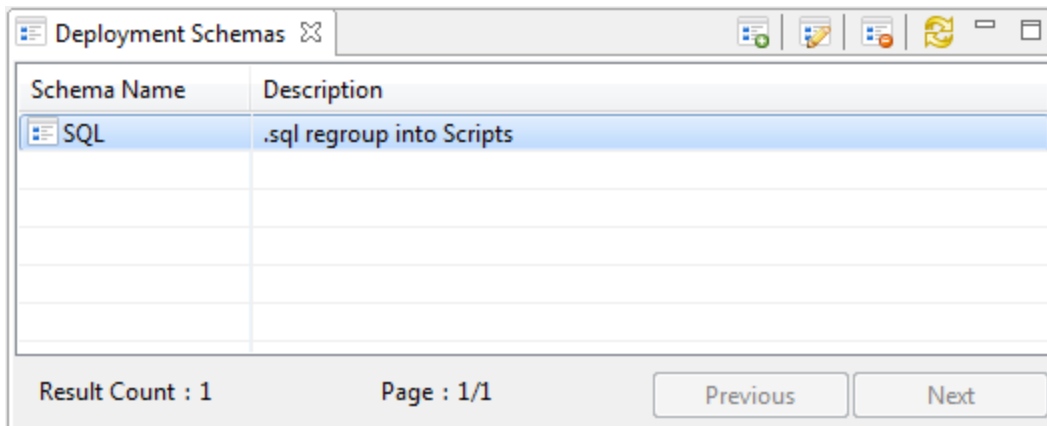 Deployment Schemas
Schema Name Description
SQL .sql regroup into Scripts
Result Count : 1 Page : 1/1 Previous Next